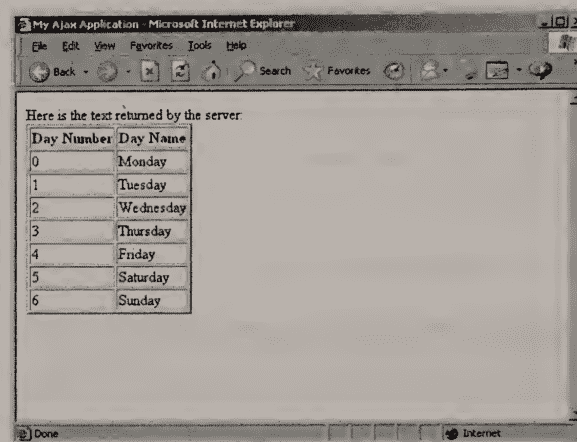 My Ajax Application - Microsoft Internet Explorer
File Edit View Favorites Tools Help
Back Search Favorites
Here is the text returned by the server:
Day Number Day Name
0 Monday
1 Tuesday
2 Wednesday
3 Thursday
4 Friday
5 Saturday
6 Sunday
Done Internet